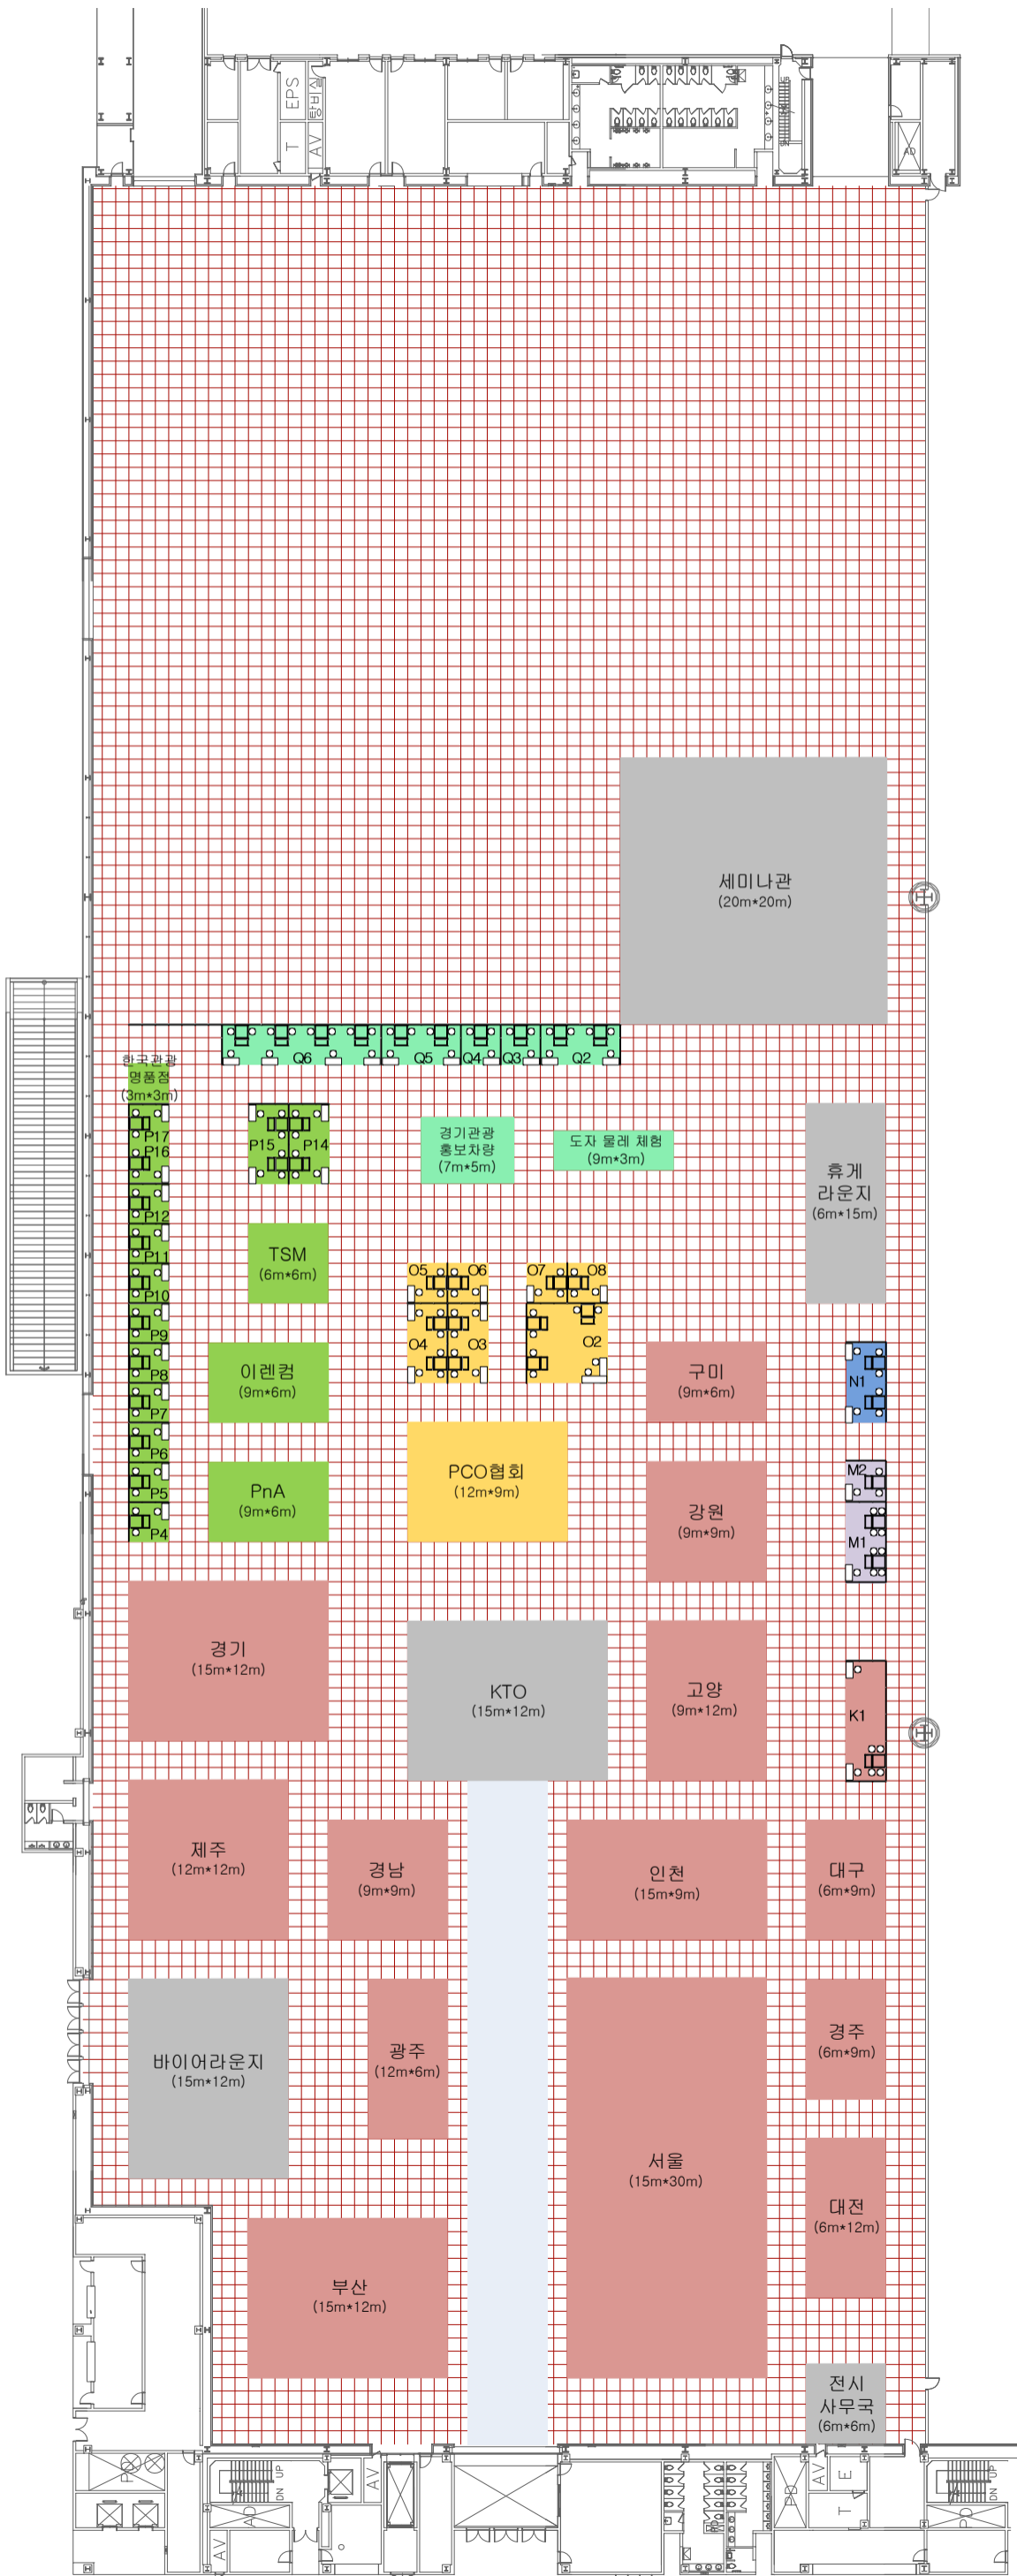 EPS
탕비실
T
AV
AD
세미나관
(20m*20m)
Q6
Q5
Q4
Q3
Q2
한국관광
명품점
(3m*3m)
P17
P16
P15
P14
경기관광
홍보차량
(7m*5m)
도자 물레 체험
(9m*3m)
휴게
라운지
(6m*15m)
P12
P11
P10
TSM
(6m*6m)
O5
O6
O7
O8
O4
O3
O2
P9
P8
P7
P6
P5
P4
이렌컴
(9m*6m)
구미
(9m*6m)
N1
PnA
(9m*6m)
PCO협회
(12m*9m)
강원
(9m*9m)
M2
M1
경기
(15m*12m)
KTO
(15m*12m)
고양
(9m*12m)
K1
제주
(12m*12m)
경남
(9m*9m)
인천
(15m*9m)
대구
(6m*9m)
바이어라운지
(15m*12m)
광주
(12m*6m)
서울
(15m*30m)
경주
(6m*9m)
대전
(6m*12m)
부산
(15m*12m)
전시
사무국
(6m*6m)
UP
DN
AD
AV
AV
PD
AV
E
T
UP
DN
PD